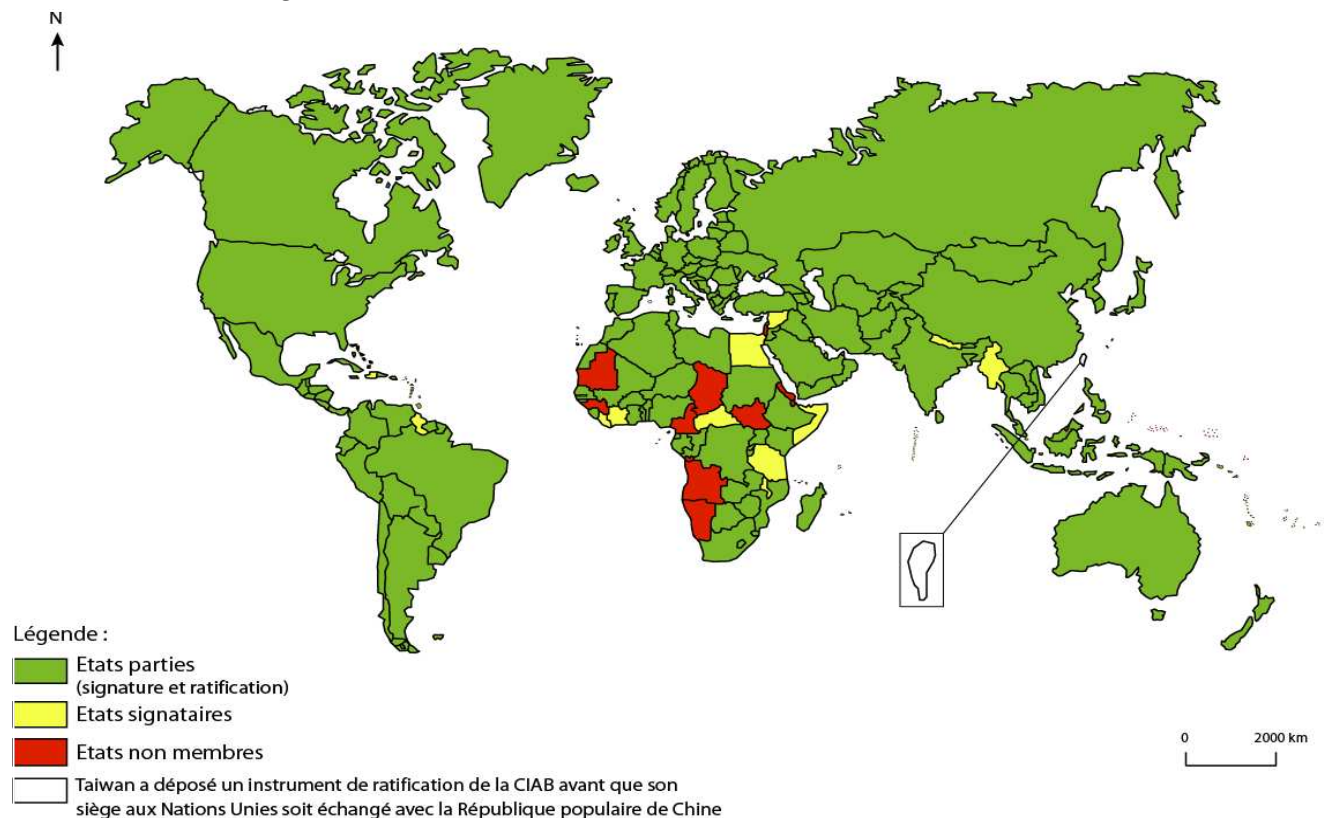 N
Légende :
Etats parties
(signature et ratification)
Etats signataires
Etats non membres
Taiwan a déposé un instrument de ratification de la CIAB avant que son
siège aux Nations Unies soit échangé avec la République populaire de Chine
0 2000 km